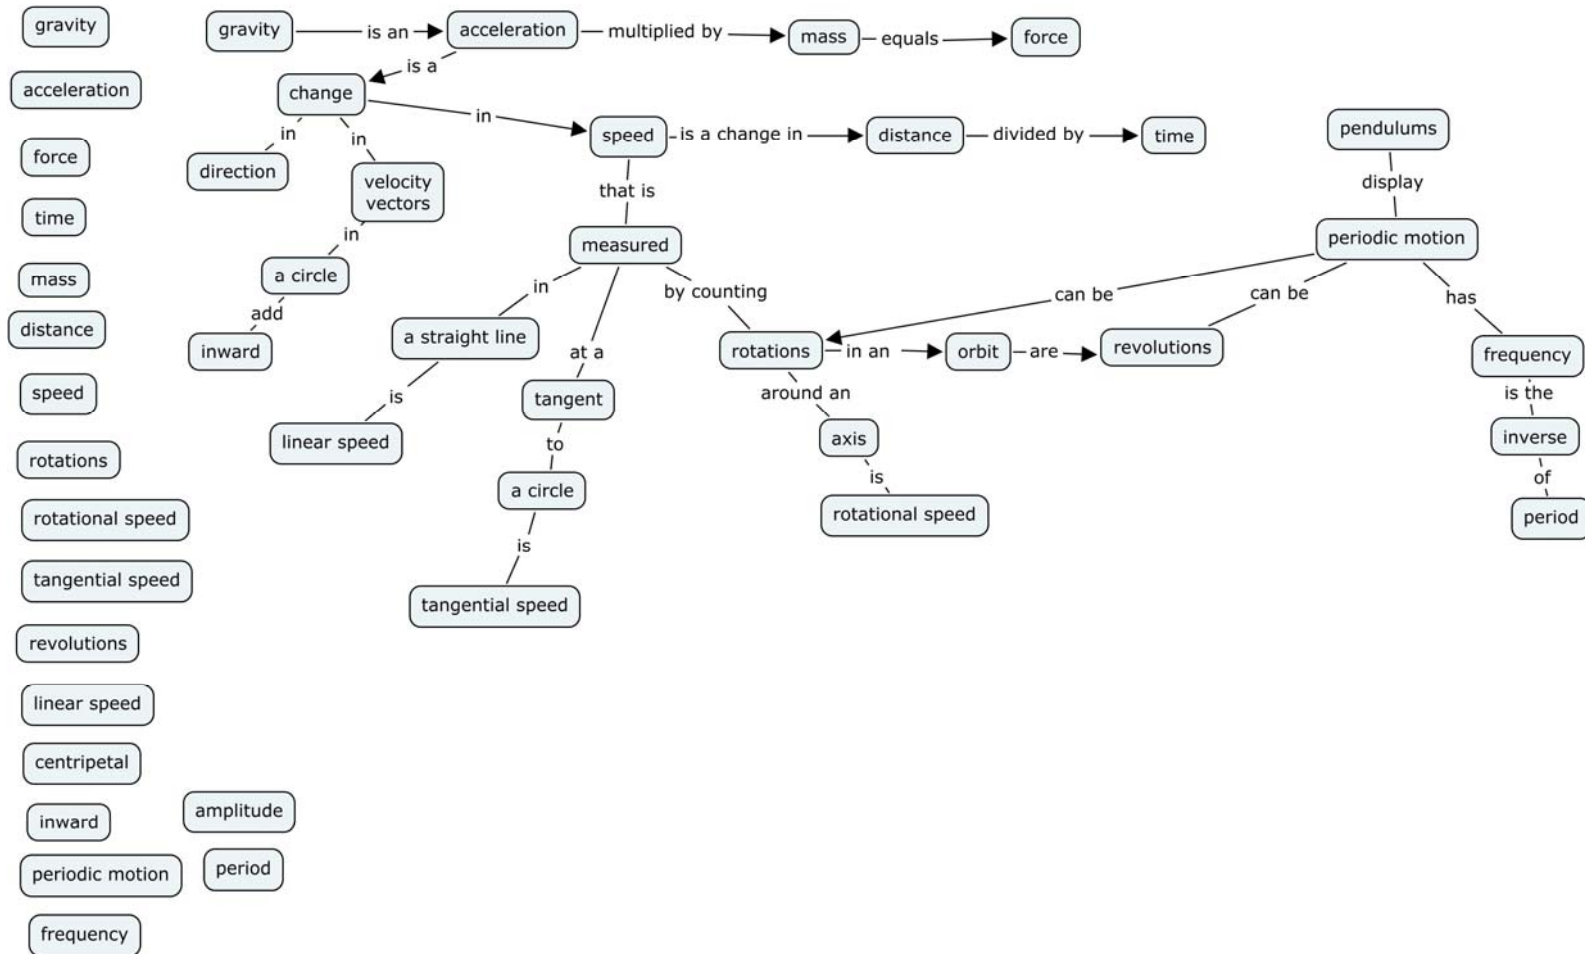 gravity
gravity
is an
acceleration
multiplied by
mass
equals
force
acceleration
is a
change
in
speed
is a change in
distance
divided by
time
pendulums
in
in
direction
velocity
vectors
force
that is
display
time
in
measured
periodic motion
mass
a circle
in
by counting
can be
can be
has
distance
add
inward
a straight line
at a
rotations
in an
orbit
are
revolutions
frequency
speed
is
tangent
around an
is the
rotations
linear speed
to
axis
inverse
a circle
is
of
rotational speed
rotational speed
period
is
tangential speed
tangential speed
revolutions
linear speed
centripetal
inward
amplitude
periodic motion
period
frequency